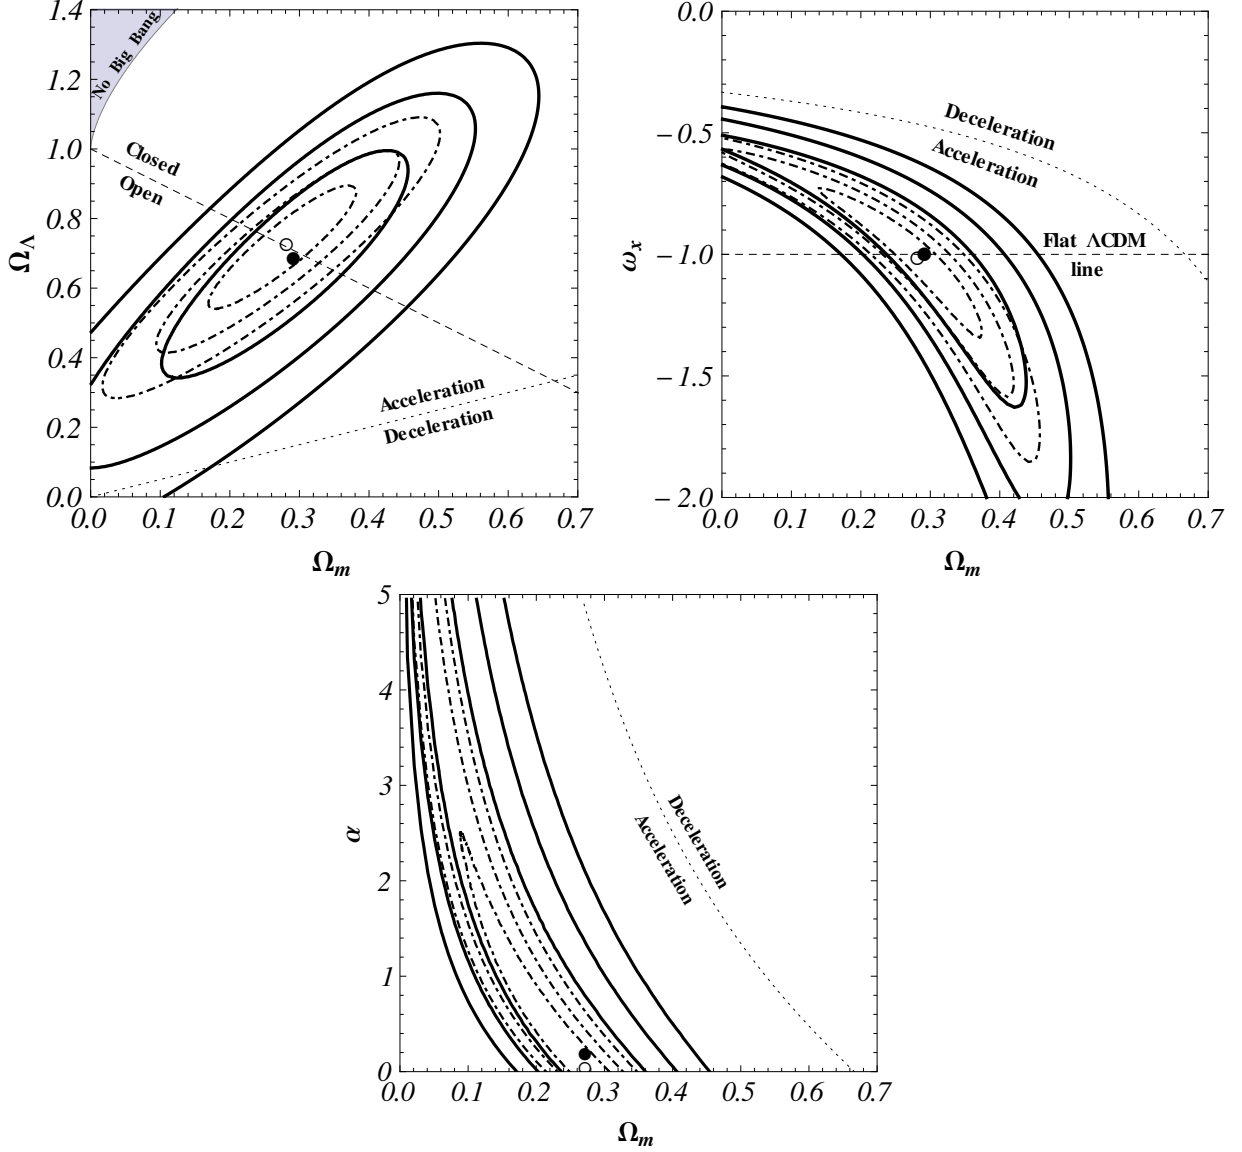 1.4
1.2
1.0
0.8
0.6
0.4
0.2
0.0
Ω_Λ
No Big Bang
Closed
Open
Acceleration
Deceleration
0.0 0.1 0.2 0.3 0.4 0.5 0.6 0.7
Ω_m
0.0
−0.5
−1.0
−1.5
−2.0
ω_x
Deceleration
Acceleration
Flat ΛCDM
line
0.0 0.1 0.2 0.3 0.4 0.5 0.6 0.7
Ω_m
5
4
3
2
1
0
α
Deceleration
Acceleration
0.0 0.1 0.2 0.3 0.4 0.5 0.6 0.7
Ω_m